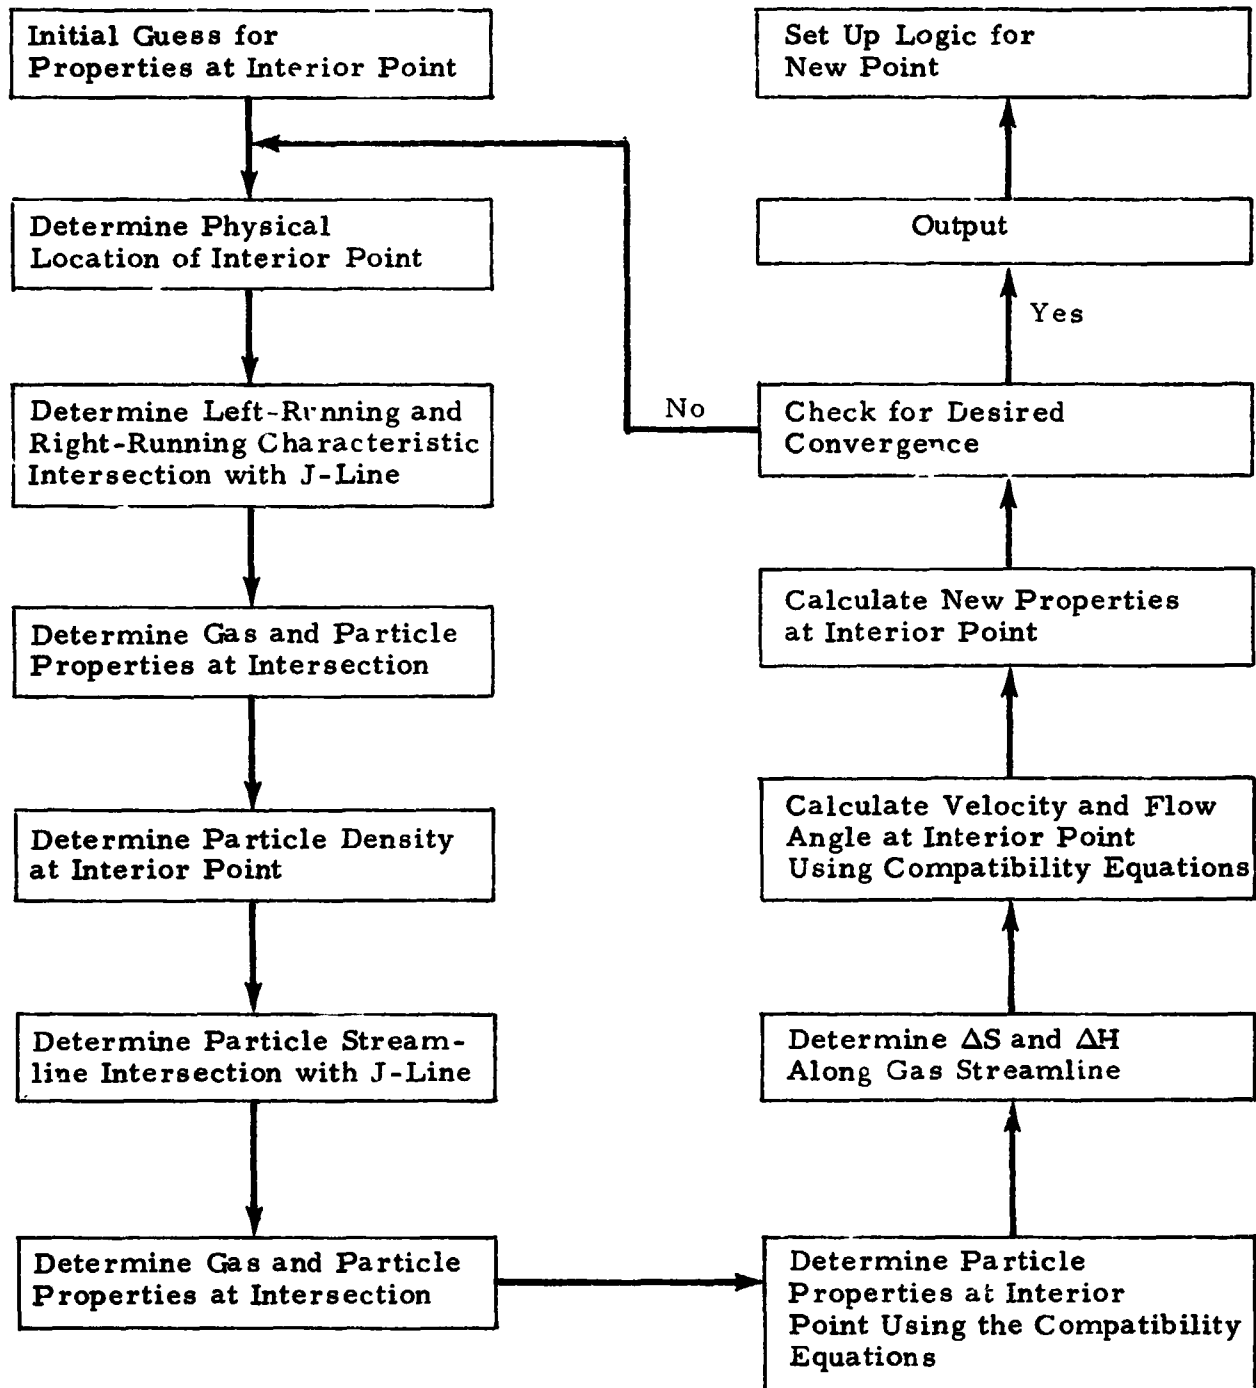 Initial Guess for
Properties at Interior Point
Determine Physical
Location of Interior Point
Determine Left-Running and
Right-Running Characteristic
Intersection with J-Line
Determine Gas and Particle
Properties at Intersection
Determine Particle Density
at Interior Point
Determine Particle Stream-
line Intersection with J-Line
Determine Gas and Particle
Properties at Intersection
Determine Particle
Properties at Interior
Point Using the Compatibility
Equations
Determine ΔS and ΔH
Along Gas Streamline
Calculate Velocity and Flow
Angle at Interior Point
Using Compatibility Equations
Calculate New Properties
at Interior Point
Check for Desired
Convergence
No
Yes
Output
Set Up Logic for
New Point